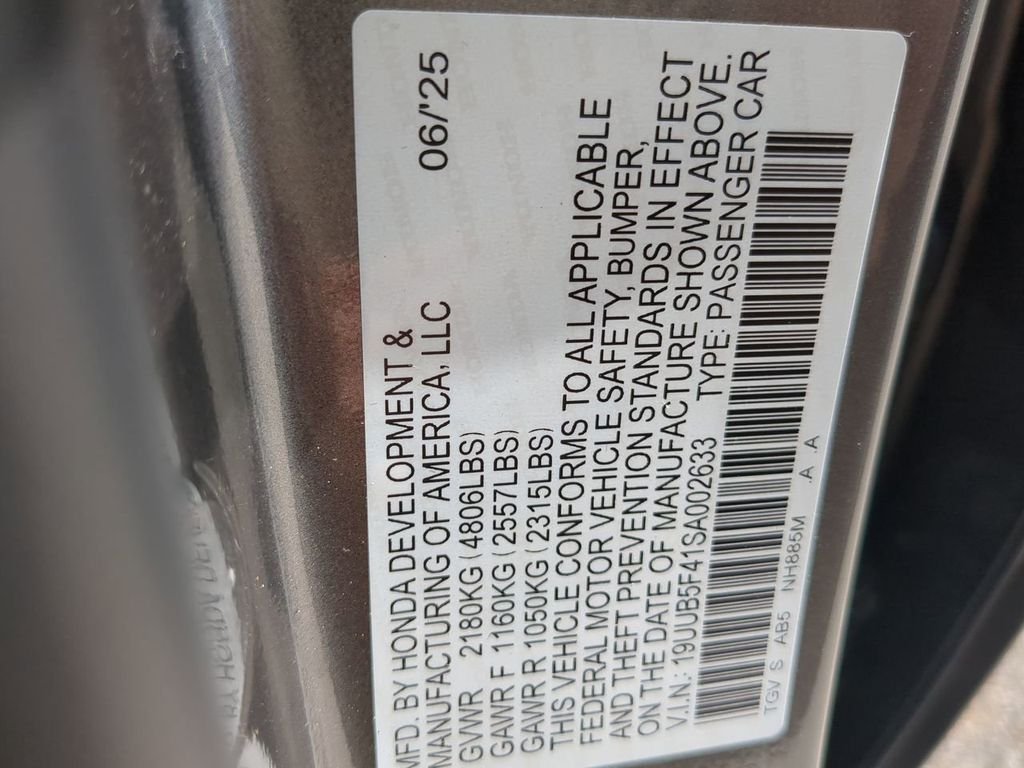 MFD. BY HONDA DEVELOPMENT &
MANUFACTURING OF AMERICA, LLC 06/'25
GVWR 2180KG (4806LBS)
GAWR F 1160KG (2557LBS)
GAWR R 1050KG (2315LBS)
THIS VEHICLE CONFORMS TO ALL APPLICABLE
FEDERAL MOTOR VEHICLE SAFETY, BUMPER,
AND THEFT PREVENTION STANDARDS IN EFFECT
ON THE DATE OF MANUFACTURE SHOWN ABOVE.
V.I.N.: 19UUB5F41SA002633 TYPE: PASSENGER CAR
TGV S AB5 NH885M .A .A